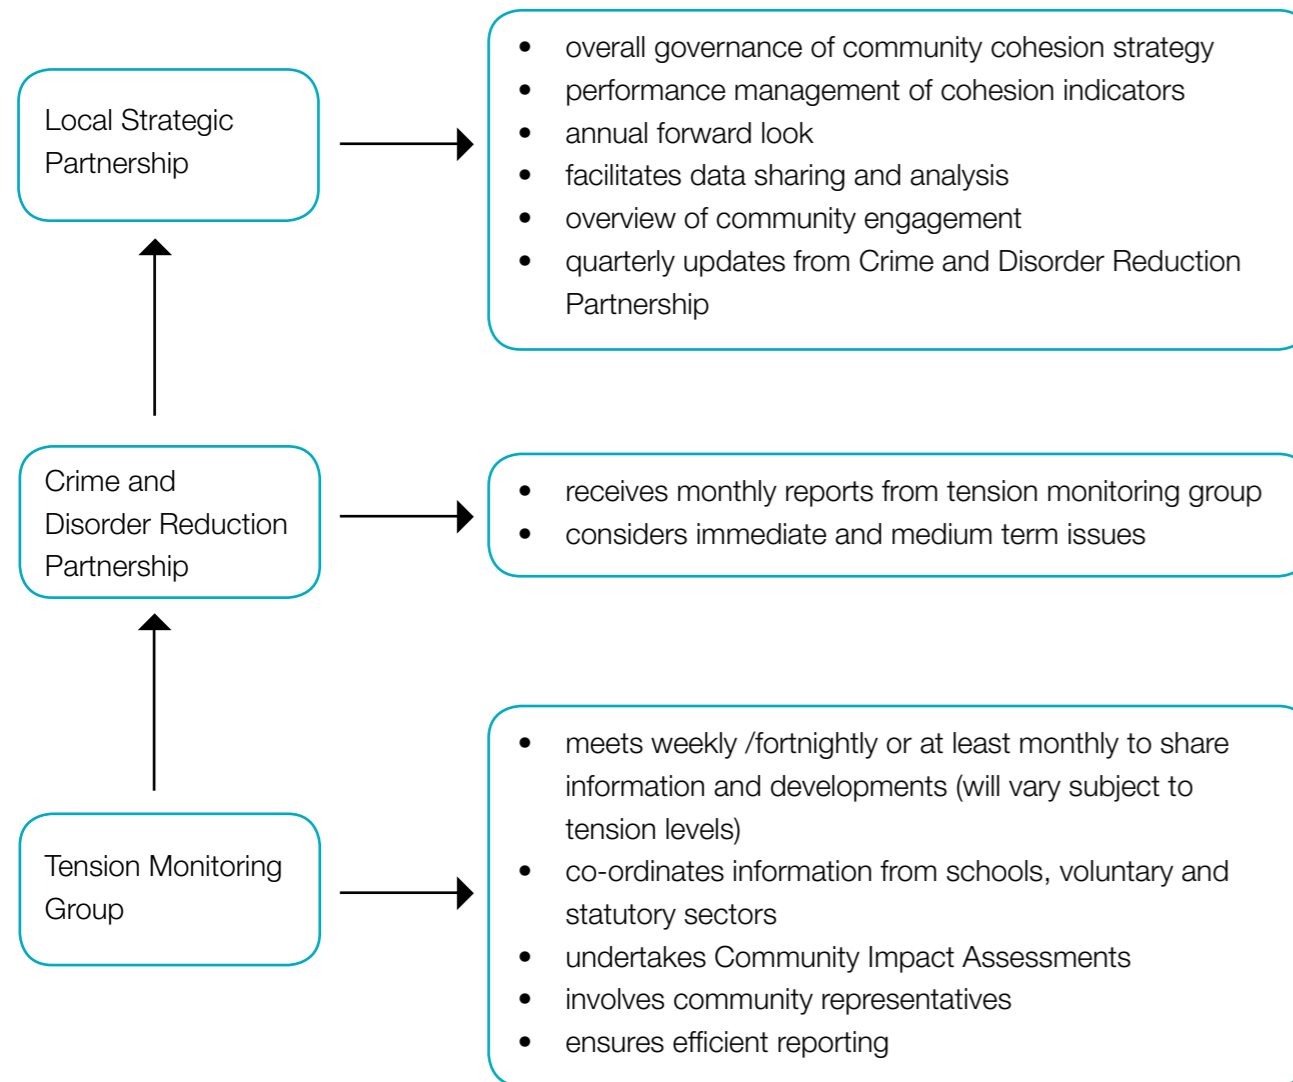 Local Strategic
Partnership
• overall governance of community cohesion strategy
• performance management of cohesion indicators
• annual forward look
• facilitates data sharing and analysis
• overview of community engagement
• quarterly updates from Crime and Disorder Reduction
Partnership
Crime and
Disorder Reduction
Partnership
• receives monthly reports from tension monitoring group
• considers immediate and medium term issues
Tension Monitoring
Group
• meets weekly /fortnightly or at least monthly to share
information and developments (will vary subject to
tension levels)
• co-ordinates information from schools, voluntary and
statutory sectors
• undertakes Community Impact Assessments
• involves community representatives
• ensures efficient reporting